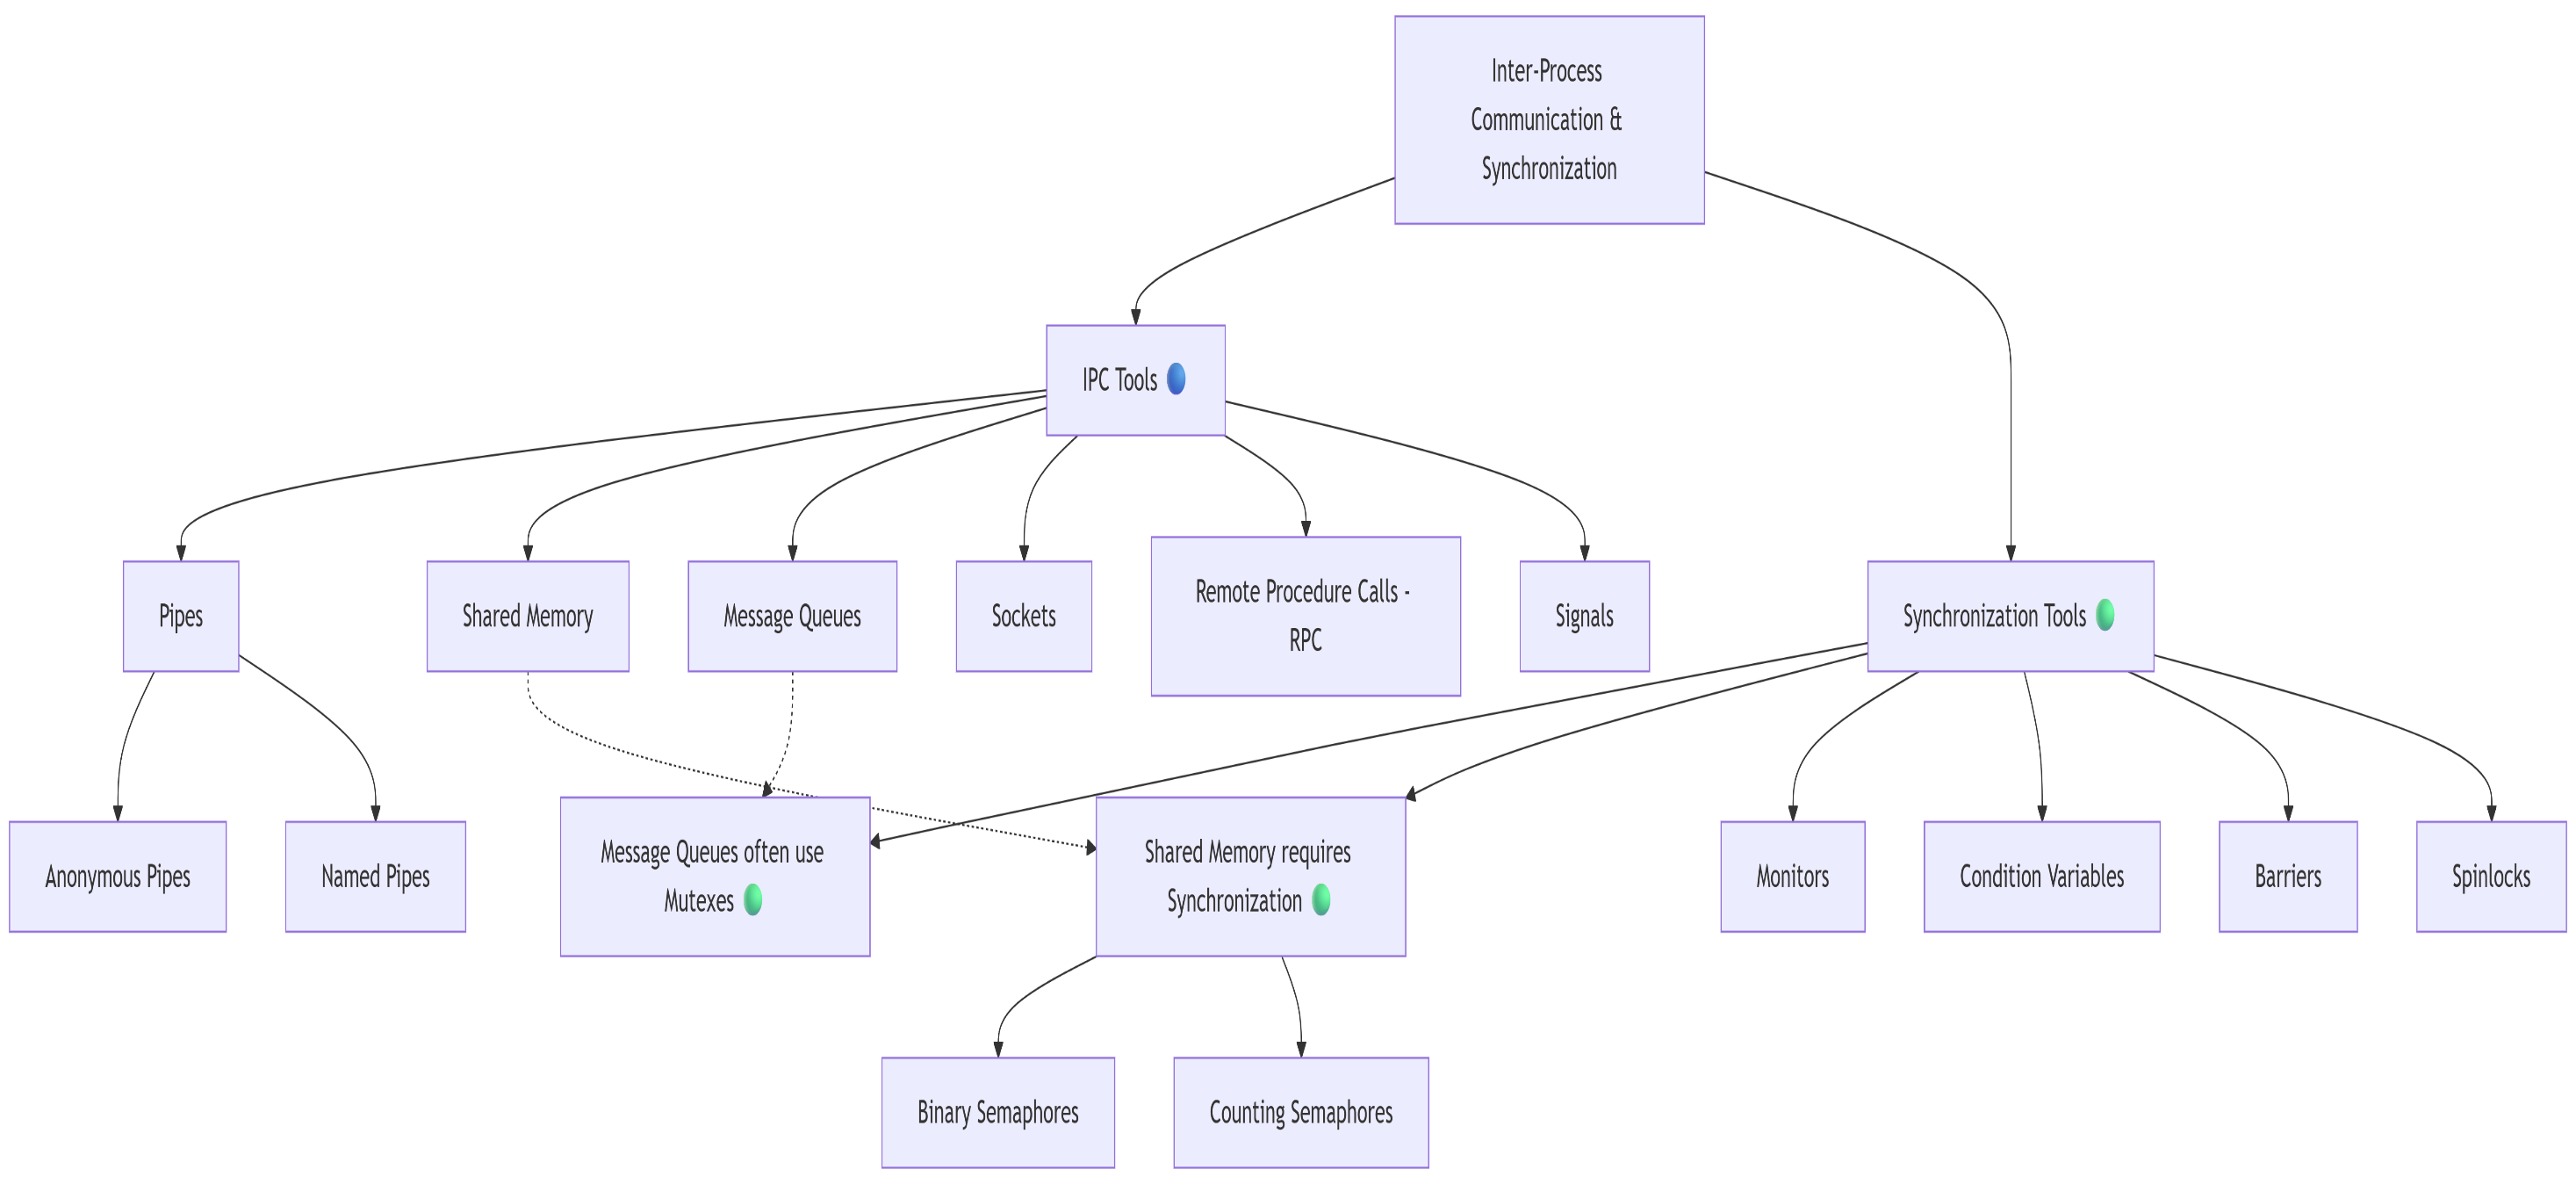 Inter-Process
Communication &
Synchronization
IPC Tools 🔵
Pipes
Shared Memory
Message Queues
Sockets
Remote Procedure Calls -
RPC
Signals
Synchronization Tools 🟢
Anonymous Pipes
Named Pipes
Message Queues often use
Mutexes 🟢
Shared Memory requires
Synchronization 🟢
Monitors
Condition Variables
Barriers
Spinlocks
Binary Semaphores
Counting Semaphores